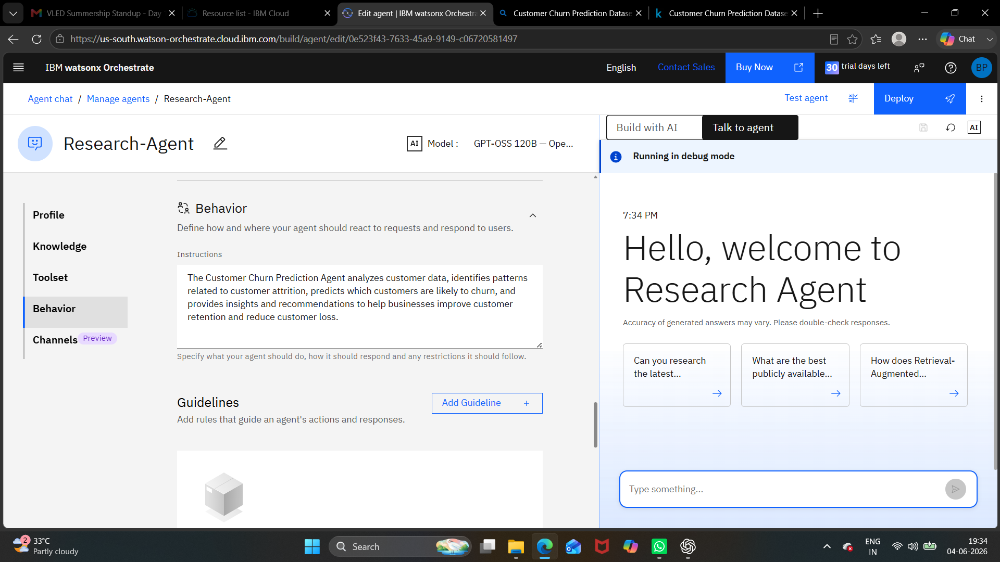 VLED Summership Standup - Day
Resource list - IBM Cloud
Edit agent | IBM watsonx Orchestra
Customer Churn Prediction Datase
Customer Churn Prediction Datase
https://us-south.watson-orchestrate.cloud.ibm.com/build/agent/edit/0e523f43-7633-45a9-9149-c06720581497
Chat
IBM watsonx Orchestrate
English
Contact Sales
Buy Now
30 trial days left
BP
Agent chat / Manage agents / Research-Agent
Test agent
Deploy
Research-Agent
AI Model :
GPT-OSS 120B — Ope...
Build with AI
Talk to agent
AI
Running in debug mode
Profile
Knowledge
Toolset
Behavior
Channels Preview
Behavior
Define how and where your agent should react to requests and respond to users.
Instructions
The Customer Churn Prediction Agent analyzes customer data, identifies patterns
related to customer attrition, predicts which customers are likely to churn, and
provides insights and recommendations to help businesses improve customer
retention and reduce customer loss.
Specify what your agent should do, how it should respond and any restrictions it should follow.
Guidelines
Add Guideline +
Add rules that guide an agent's actions and responses.
7:34 PM
Hello, welcome to
Research Agent
Accuracy of generated answers may vary. Please double-check responses.
Can you research
the latest...
What are the best
publicly available...
How does Retrieval-
Augmented...
Type something...
2
33°C
Partly cloudy
Search
ENG
IN
19:34
04-06-2026